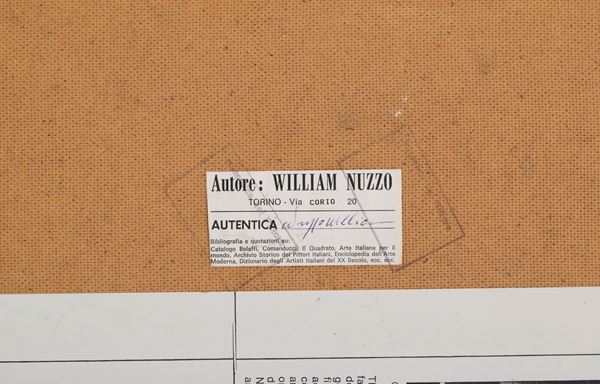 Autore: WILLIAM NUZZO
TORINO - Via CORIO 20
AUTENTICA Nuzzo William
Bibliografia e quotazioni su:
Catalogo Bolaffi, Comanducci, Il Quadrato, Arte Italiana per il
mondo, Archivio Storico dei Pittori Italiani, Enciclopedia dell'Arte
Moderna, Dizionario degli Artisti Italiani del XX Secolo, ecc. ecc.